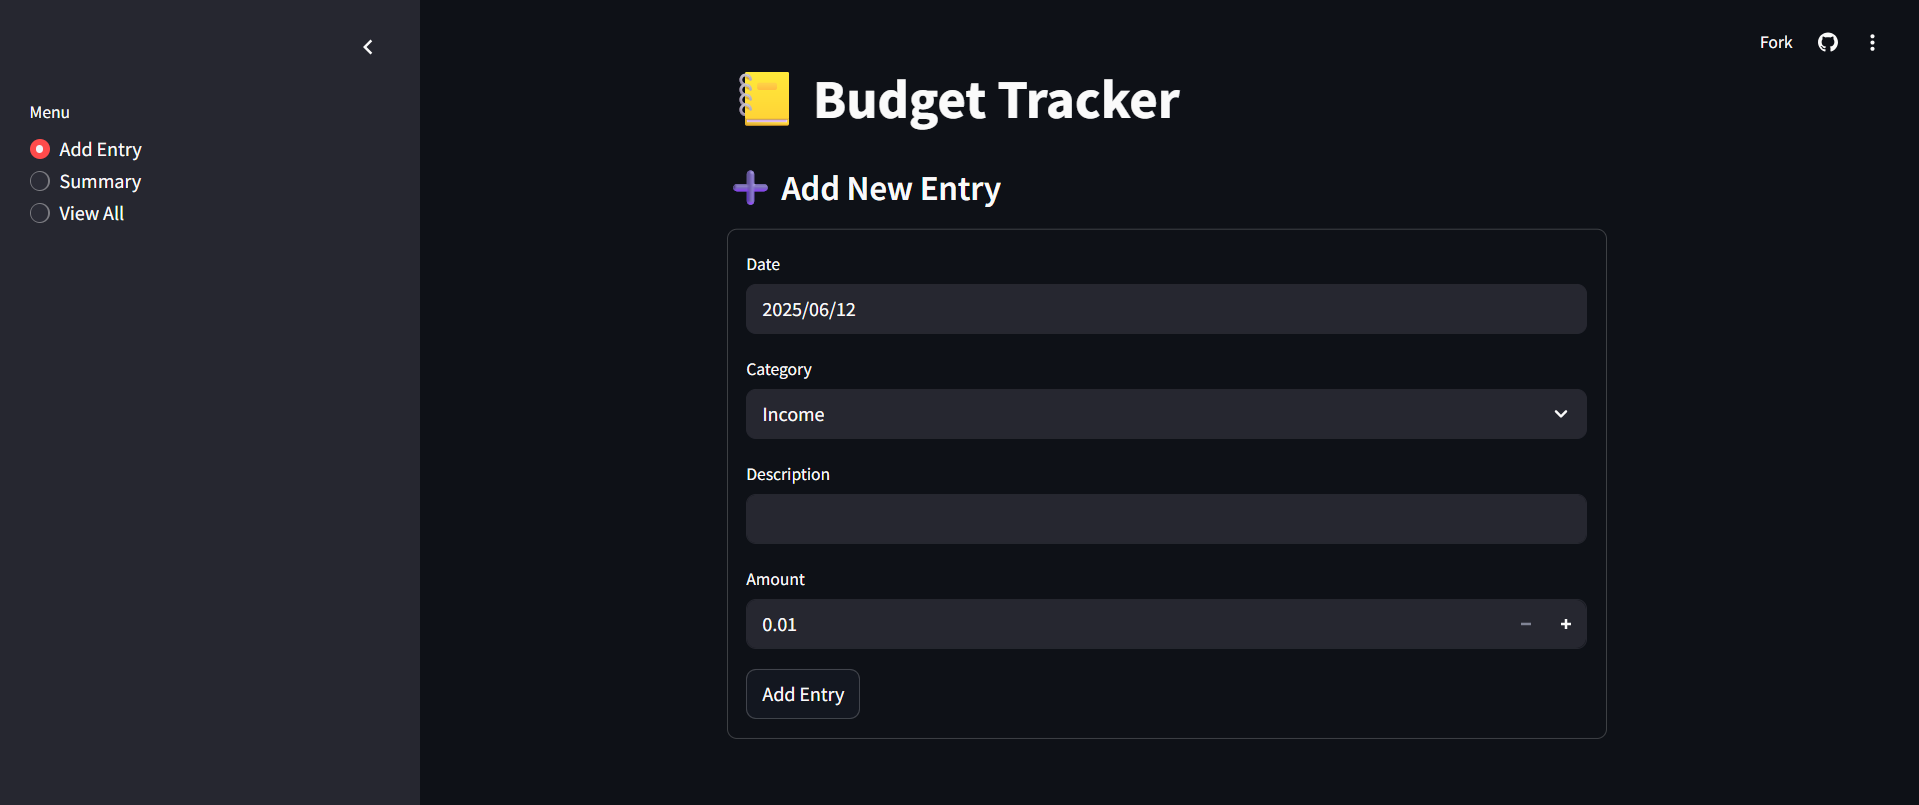 Menu
Add Entry
Summary
View All
Fork
Budget Tracker
Add New Entry
Date
2025/06/12
Category
Income
Description
Amount
0.01
Add Entry